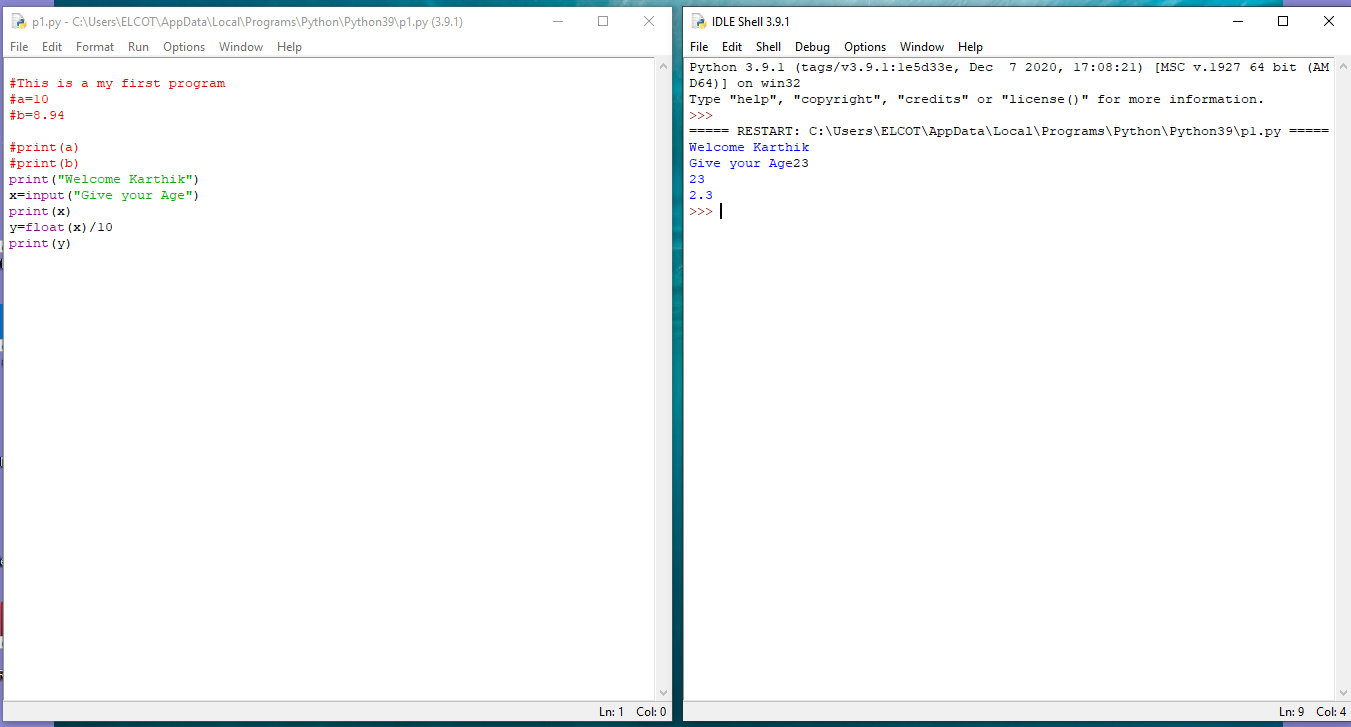 p1.py - C:\Users\ELCOT\AppData\Local\Programs\Python\Python39\p1.py (3.9.1)
File Edit Format Run Options Window Help
#This is a my first program
#a=10
#b=8.94
#print(a)
#print(b)
print("Welcome Karthik")
x=input("Give your Age")
print(x)
y=float(x)/10
print(y)
Ln: 1 Col: 0
IDLE Shell 3.9.1
File Edit Shell Debug Options Window Help
Python 3.9.1 (tags/v3.9.1:1e5d33e, Dec  7 2020, 17:08:21) [MSC v.1927 64 bit (AM
D64)] on win32
Type "help", "copyright", "credits" or "license()" for more information.
>>>
===== RESTART: C:\Users\ELCOT\AppData\Local\Programs\Python\Python39\p1.py =====
Welcome Karthik
Give your Age23
23
2.3
>>>
Ln: 9 Col: 4